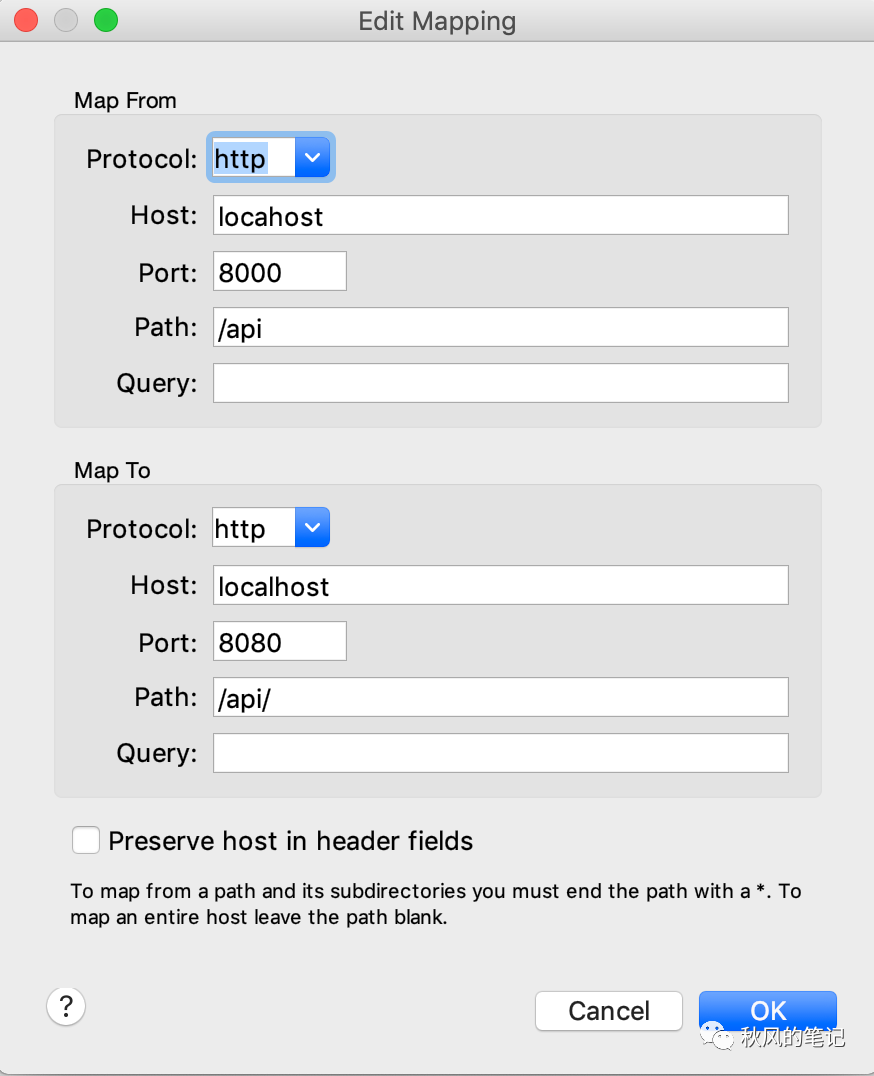 Edit Mapping
Map From
Protocol: http
Host: locahost
Port: 8000
Path: /api
Query:
Map To
Protocol: http
Host: localhost
Port: 8080
Path: /api/
Query:
Preserve host in header fields
To map from a path and its subdirectories you must end the path with a *. To
map an entire host leave the path blank.
? Cancel OK
秋风的笔记